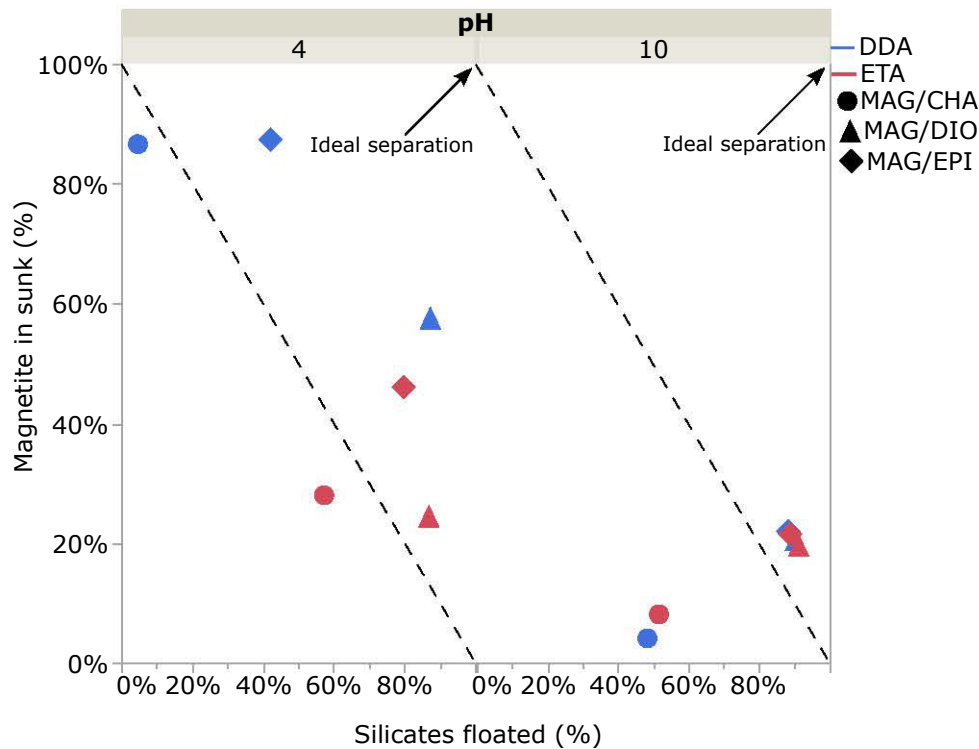 pH
4 10
DDA
ETA
MAG/CHA
MAG/DIO
MAG/EPI
Ideal separation
Ideal separation
Magnetite in sunk (%)
100%
80%
60%
40%
20%
0%
0% 20% 40% 60% 80% 0% 20% 40% 60% 80%
Silicates floated (%)